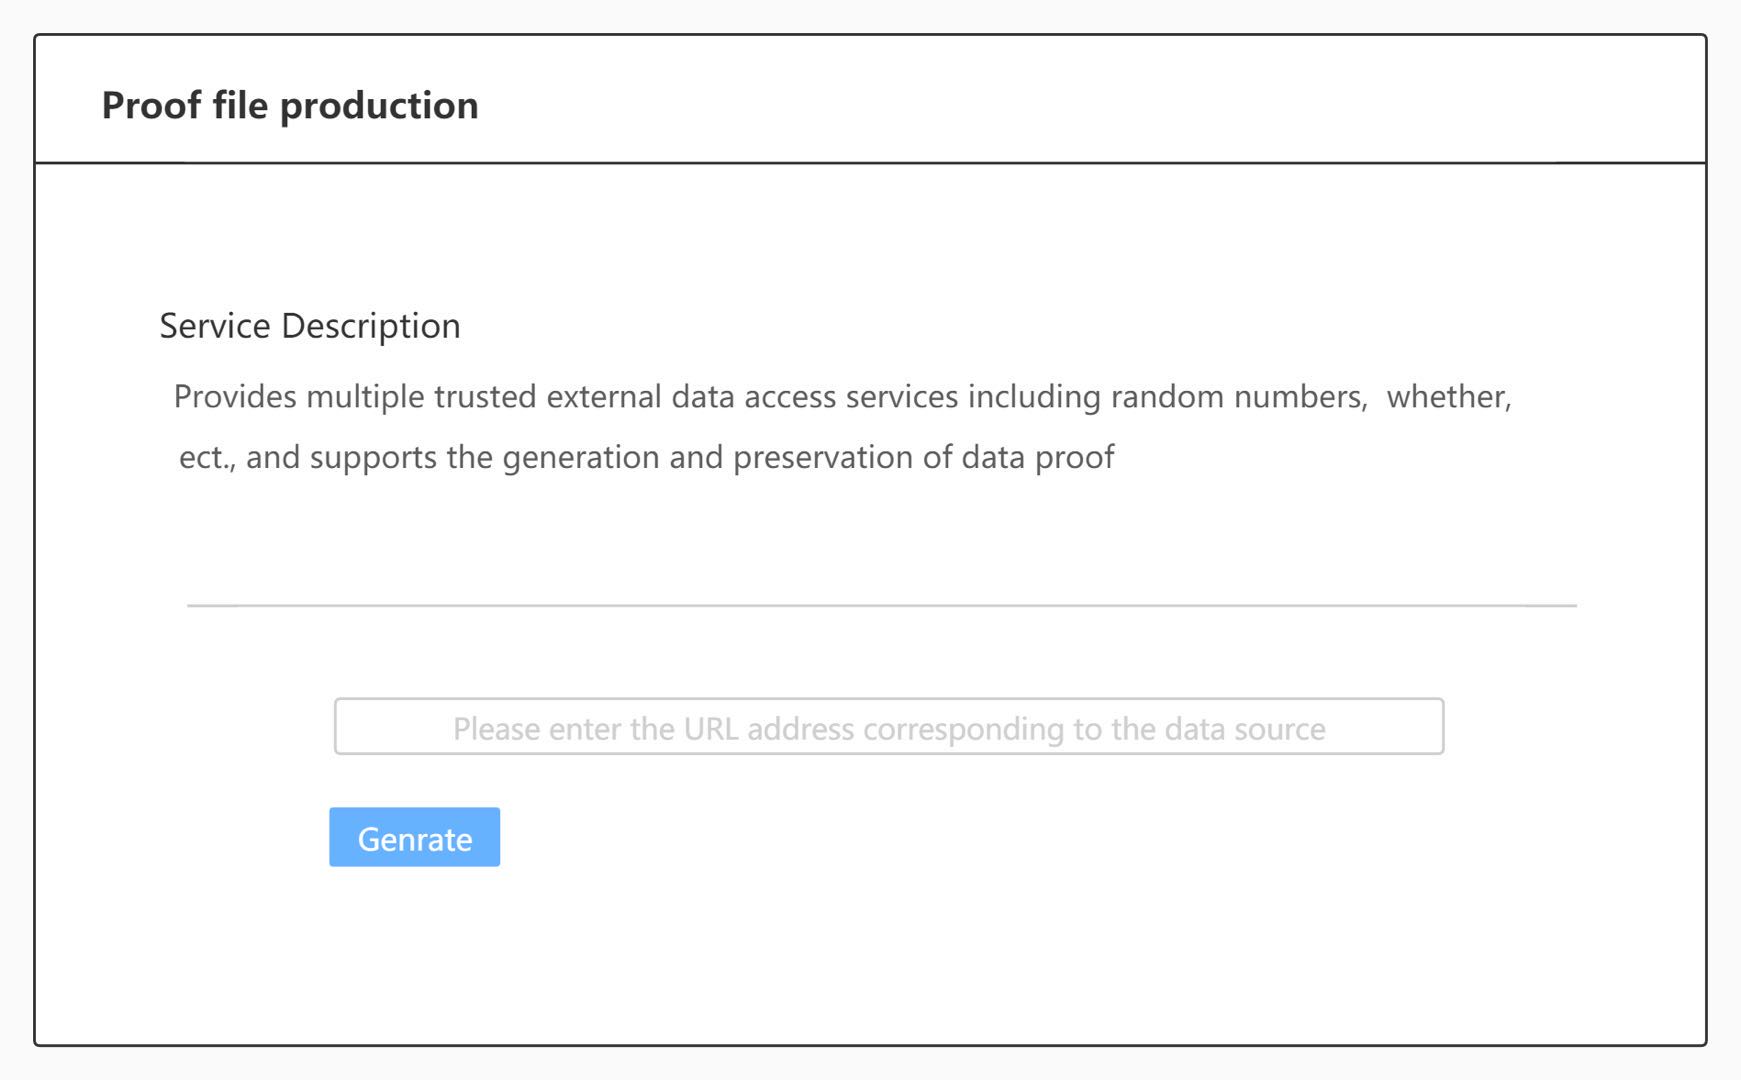 Proof file production
Service Description
Provides multiple trusted external data access services including random numbers, whether,
ect., and supports the generation and preservation of data proof
Please enter the URL address corresponding to the data source
Genrate